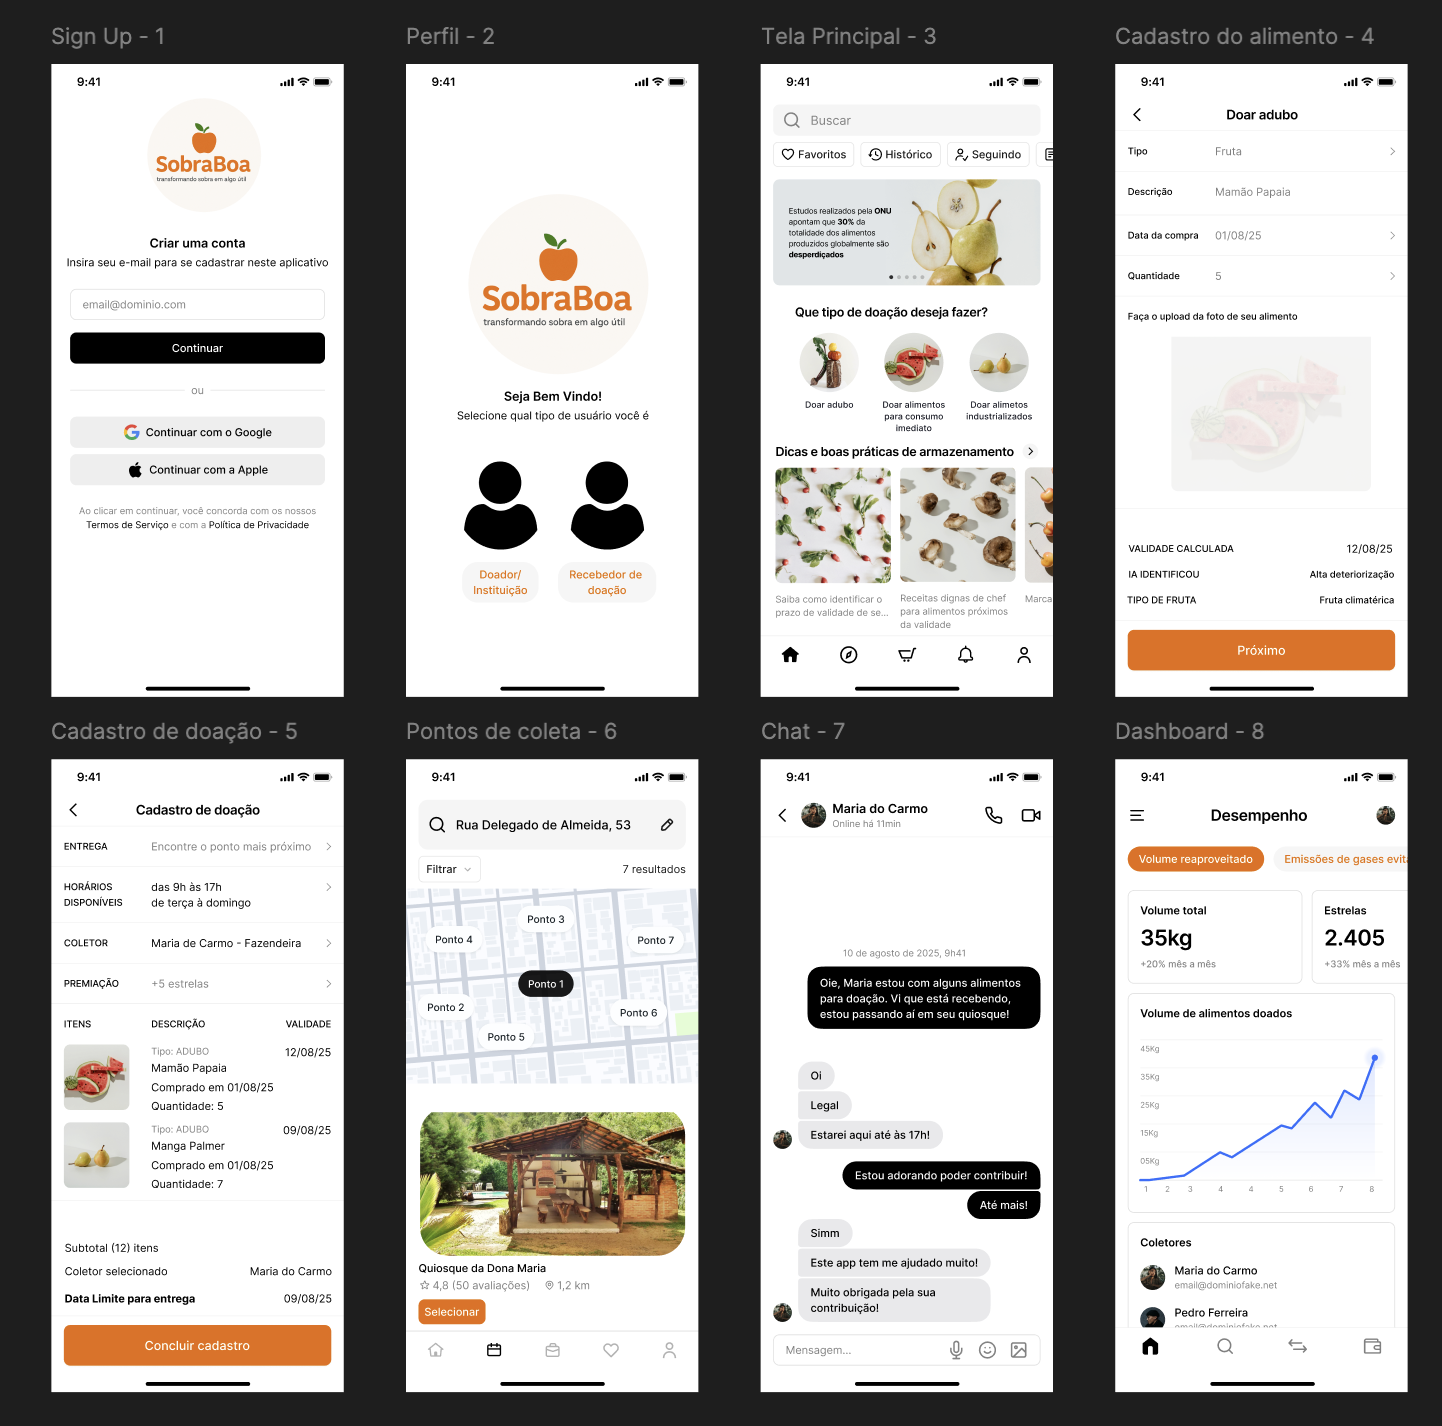 Sign Up - 1
9:41
SobraBoa
transformando sobra em algo útil
Criar uma conta
Insira seu e-mail para se cadastrar neste aplicativo
email@dominio.com
Continuar
ou
Continuar com o Google
Continuar com a Apple
Ao clicar em continuar, você concorda com os nossos
Termos de Serviço e com a Política de Privacidade
Perfil - 2
9:41
SobraBoa
transformando sobra em algo útil
Seja Bem Vindo!
Selecione qual tipo de usuário você é
Doador/
Instituição
Recebedor de
doação
Tela Principal - 3
9:41
Buscar
Favoritos
Histórico
Seguindo
Estudos realizados pela ONU
apontam que 30% da
totalidade dos alimentos
produzidos globalmente são
desperdiçados
Que tipo de doação deseja fazer?
Doar adubo
Doar alimentos
para consumo
imediato
Doar alimetos
industrializados
Dicas e boas práticas de armazenamento
Saiba como identificar o
prazo de validade de se...
Receitas dignas de chef
para alimentos próximos
da validade
Marca
Cadastro do alimento - 4
9:41
Doar adubo
Tipo
Fruta
Descrição
Mamão Papaia
Data da compra
01/08/25
Quantidade
5
Faça o upload da foto de seu alimento
VALIDADE CALCULADA
12/08/25
IA IDENTIFICOU
Alta deteriorização
TIPO DE FRUTA
Fruta climatérica
Próximo
Cadastro de doação - 5
9:41
Cadastro de doação
ENTREGA
Encontre o ponto mais próximo
HORÁRIOS
DISPONÍVEIS
das 9h às 17h
de terça à domingo
COLETOR
Maria de Carmo - Fazendeira
PREMIAÇÃO
+5 estrelas
ITENS
DESCRIÇÃO
VALIDADE
Tipo: ADUBO
12/08/25
Mamão Papaia
Comprado em 01/08/25
Quantidade: 5
Tipo: ADUBO
09/08/25
Manga Palmer
Comprado em 01/08/25
Quantidade: 7
Subtotal (12) itens
Coletor selecionado
Maria do Carmo
Data Limite para entrega
09/08/25
Concluir cadastro
Pontos de coleta - 6
9:41
Rua Delegado de Almeida, 53
Filtrar
7 resultados
Ponto 3
Ponto 4
Ponto 7
Ponto 1
Ponto 2
Ponto 6
Ponto 5
Quiosque da Dona Maria
4,8 (50 avaliações)
1,2 km
Selecionar
Chat - 7
9:41
Maria do Carmo
Online há 11min
10 de agosto de 2025, 9h41
Oie, Maria estou com alguns alimentos
para doação. Vi que está recebendo,
estou passando aí em seu quiosque!
Oi
Legal
Estarei aqui até às 17h!
Estou adorando poder contribuir!
Até mais!
Simm
Este app tem me ajudado muito!
Muito obrigada pela sua
contribuição!
Mensagem...
Dashboard - 8
9:41
Desempenho
Volume reaproveitado
Emissões de gases evit
Volume total
35kg
+20% mês a mês
Estrelas
2.405
+33% mês a mês
Volume de alimentos doados
45Kg
35Kg
25Kg
15Kg
05Kg
1 2 3 4 4 5 6 7 8
Coletores
Maria do Carmo
email@dominiofake.net
Pedro Ferreira
email@dominiofake.net